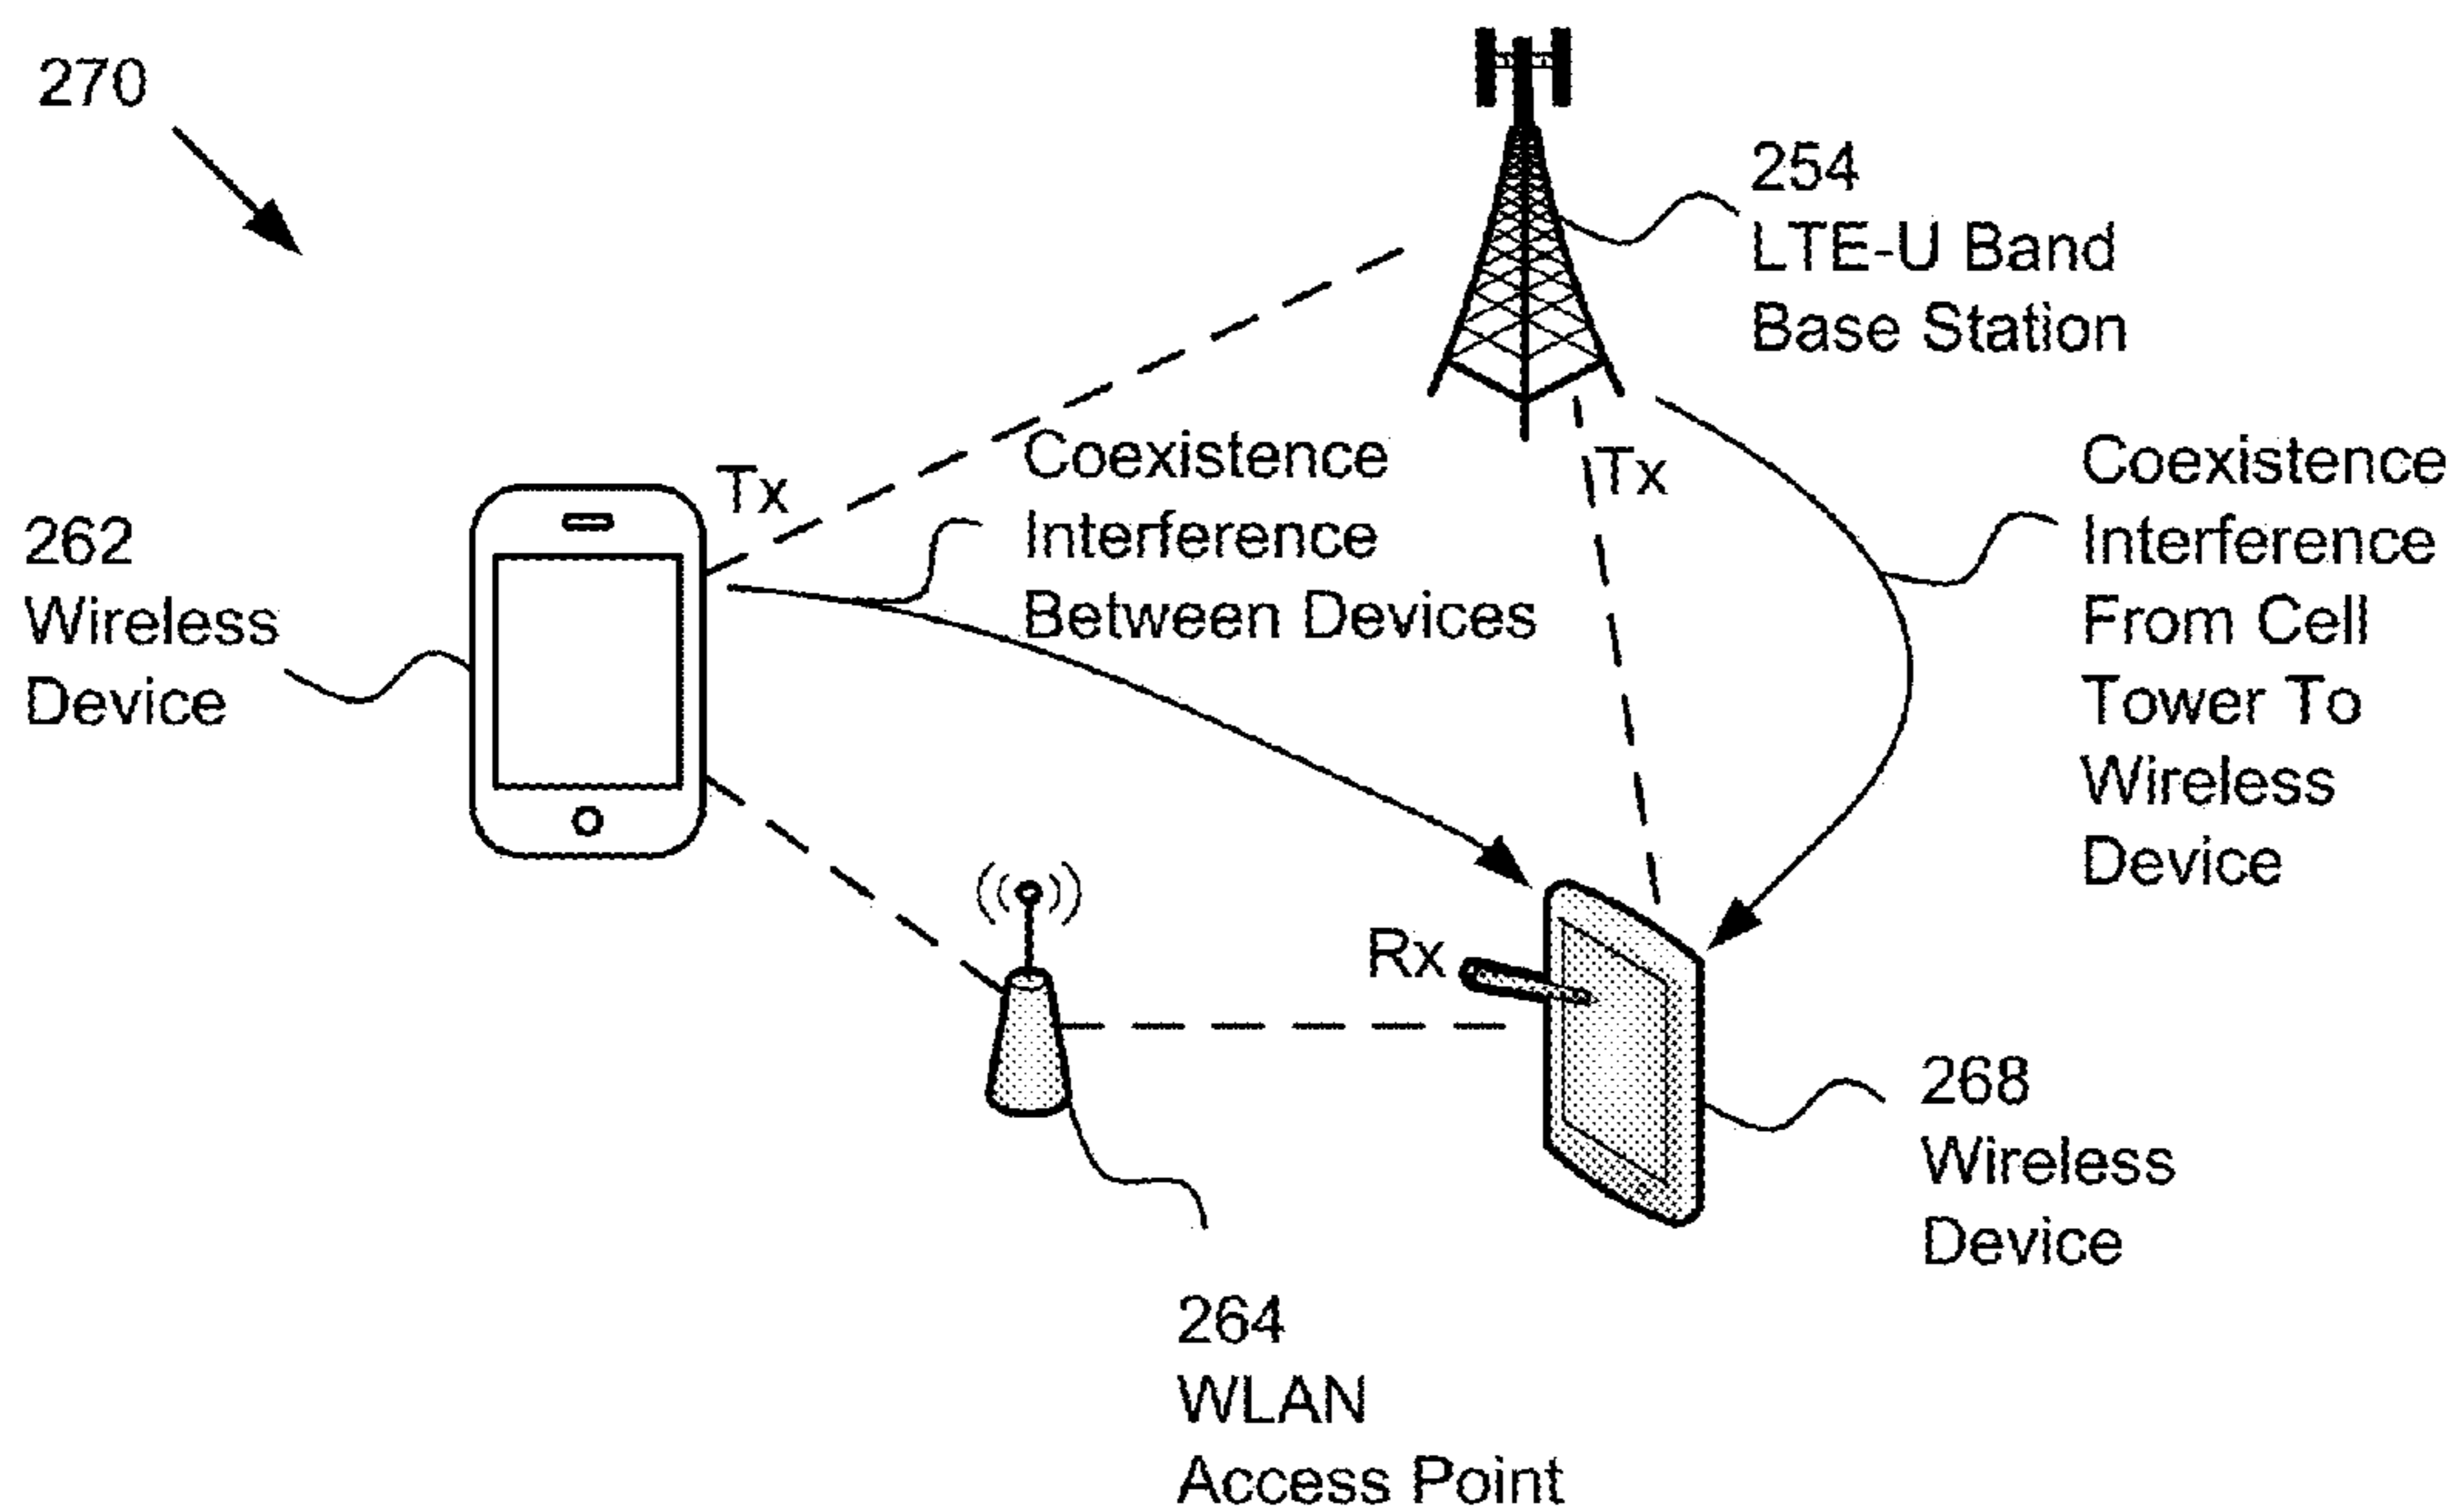 270
254
LTE-U Band
Base Station
Tx
Coexistence
Interference
Between Devices
Tx
Coexistence
Interference
From Cell
Tower To
Wireless
Device
262
Wireless
Device
Rx
268
Wireless
Device
264
WLAN
Access Point